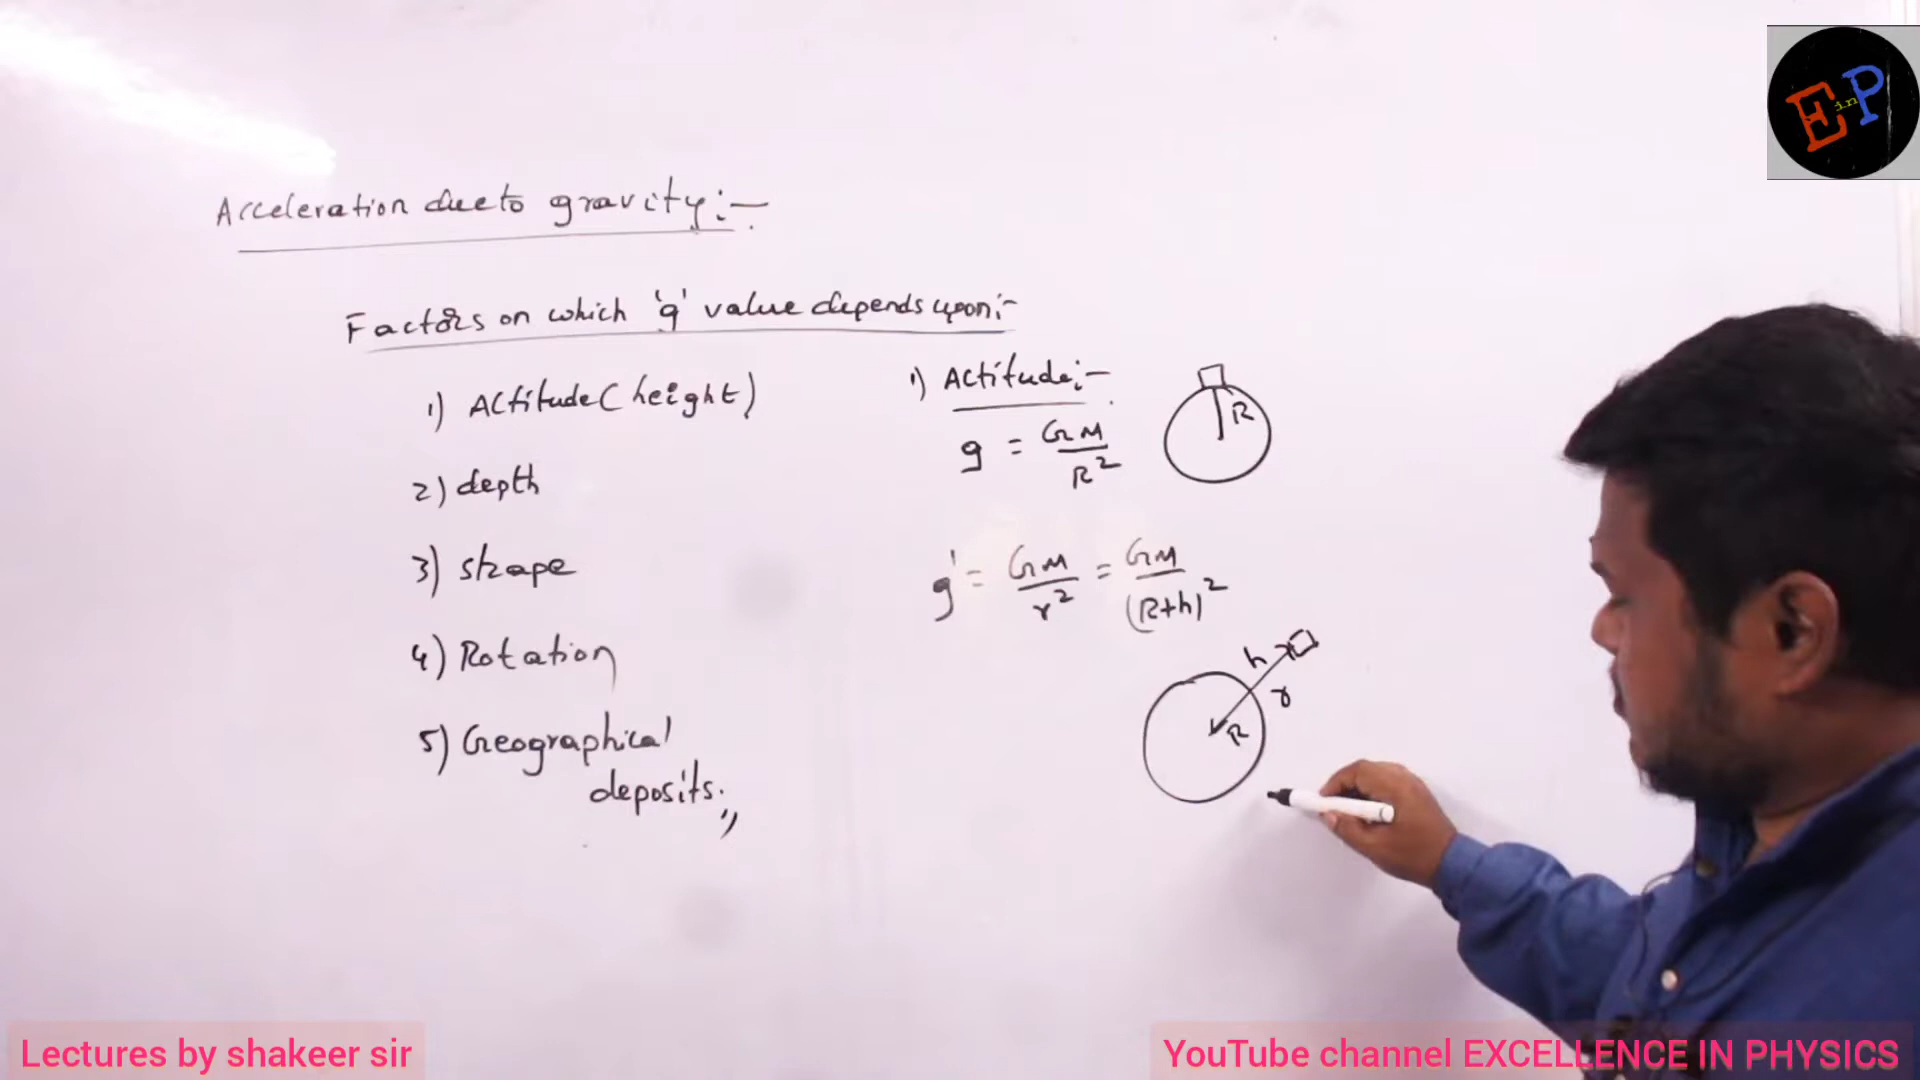 E in P
Acceleration due to gravity:-
Factors on which 'g' value depends upon:-
1) Altitude (height)
2) depth
3) shape
4) Rotation
5) Geographical
deposits.,,
1) Altitude:-
g = GM/R²
R
g' = GM/r² = GM/(R+h)²
h
r
R
Lectures by shakeer sir
YouTube channel EXCELLENCE IN PHYSICS